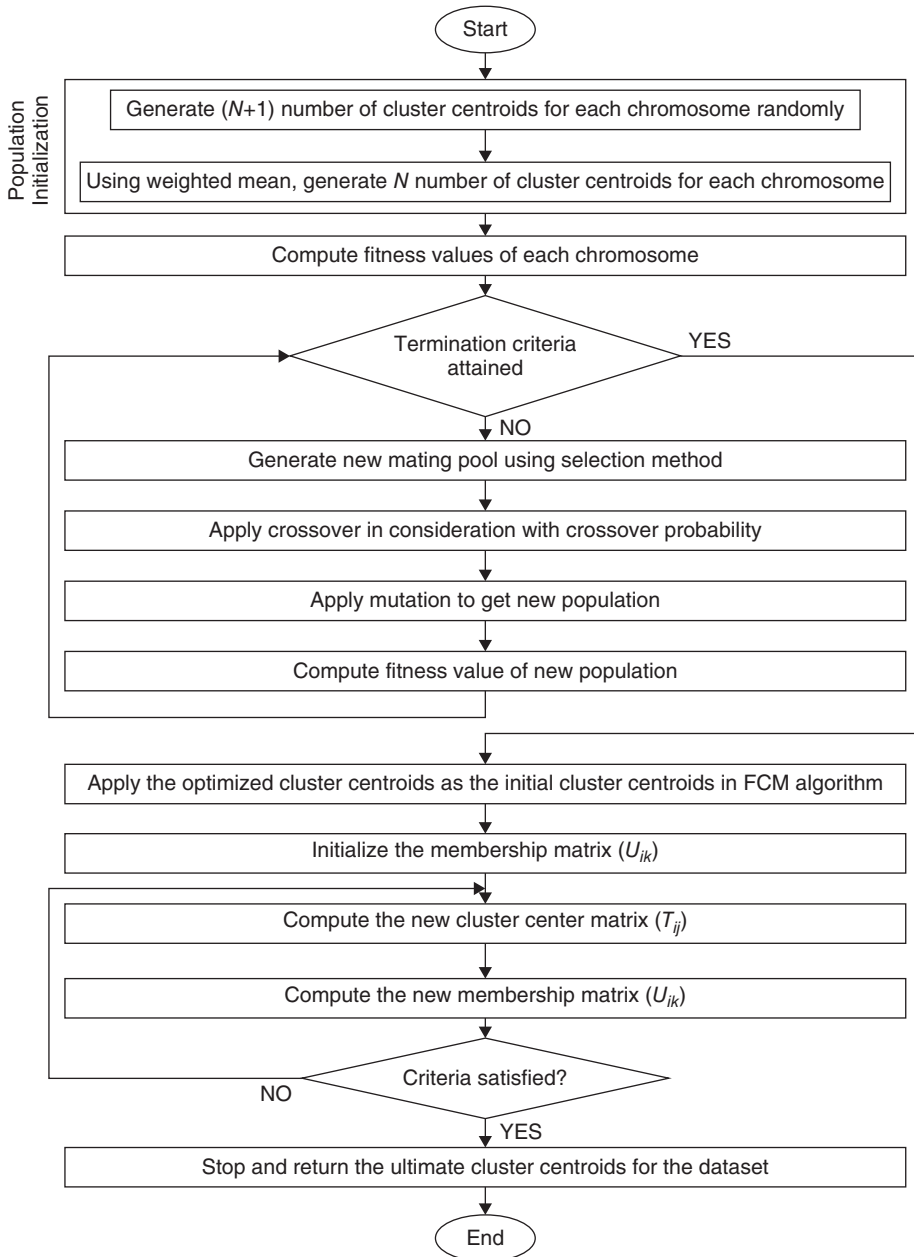 Start
Population
Initialization
Generate (N+1) number of cluster centroids for each chromosome randomly
Using weighted mean, generate N number of cluster centroids for each chromosome
Compute fitness values of each chromosome
Termination criteria
attained
YES
NO
Generate new mating pool using selection method
Apply crossover in consideration with crossover probability
Apply mutation to get new population
Compute fitness value of new population
Apply the optimized cluster centroids as the initial cluster centroids in FCM algorithm
Initialize the membership matrix (Uik)
Compute the new cluster center matrix (Tij)
Compute the new membership matrix (Uik)
Criteria satisfied?
NO
YES
Stop and return the ultimate cluster centroids for the dataset
End